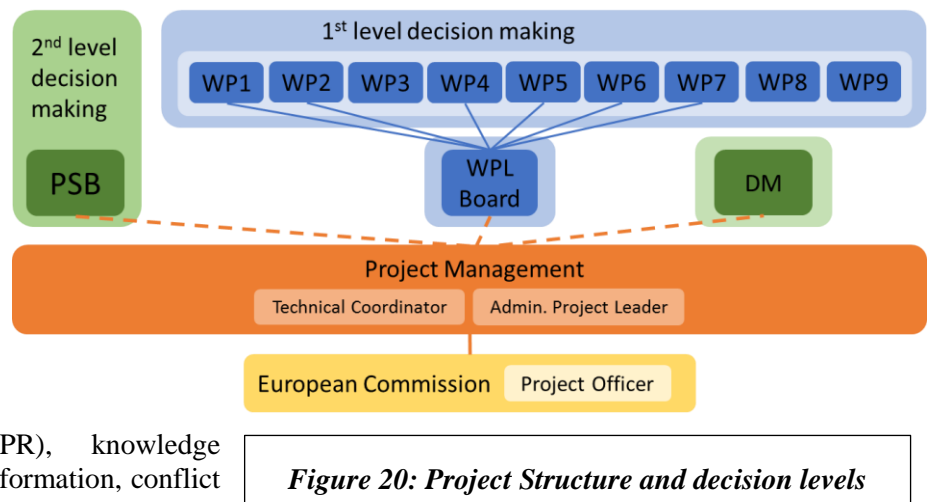 2nd level
decision
making
PSB
1st level decision making
WP1 WP2 WP3 WP4 WP5 WP6 WP7 WP8 WP9
WPL
Board
DM
Project Management
Technical Coordinator
Admin. Project Leader
European Commission
Project Officer
PR), knowledge
formation, conflict
Figure 20: Project Structure and decision levels